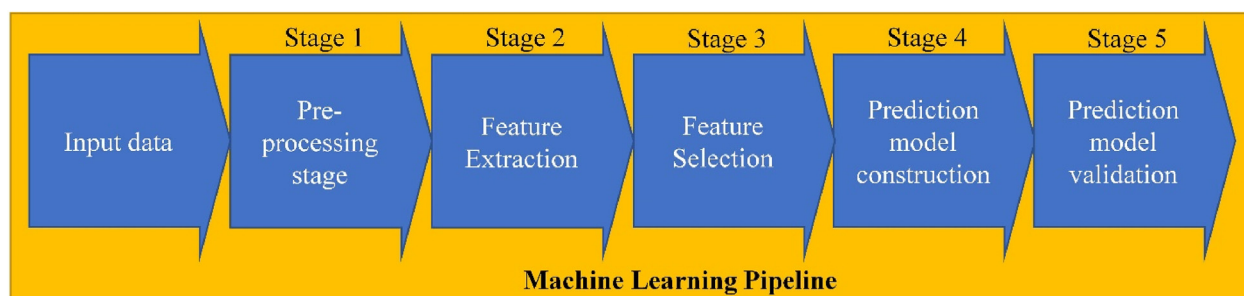 Stage 1
Stage 2
Stage 3
Stage 4
Stage 5
Input data
Pre-
processing
stage
Feature
Extraction
Feature
Selection
Prediction
model
construction
Prediction
model
validation
Machine Learning Pipeline